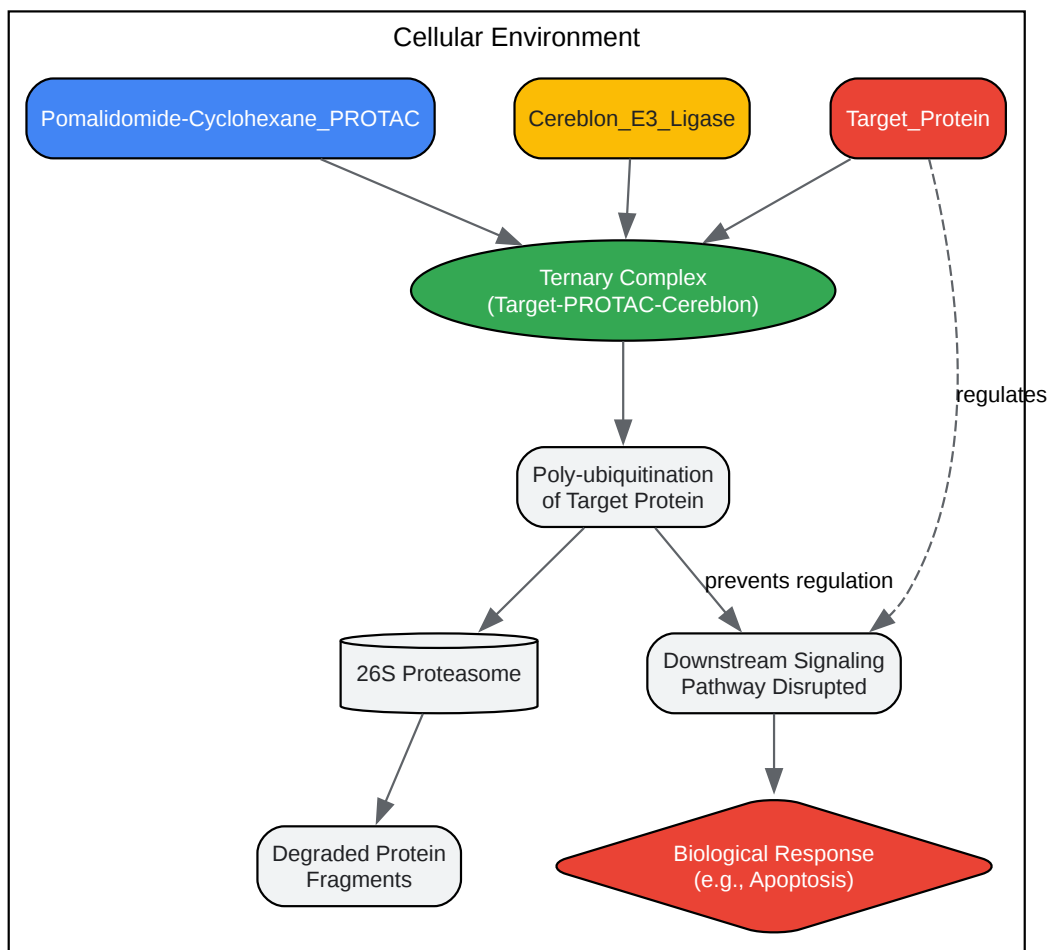 Cellular Environment
Pomalidomide-Cyclohexane_PROTAC
Cereblon_E3_Ligase
Target_Protein
Ternary Complex
(Target-PROTAC-Cereblon)
regulates
Poly-ubiquitination
of Target Protein
prevents regulation
26S Proteasome
Downstream Signaling
Pathway Disrupted
Degraded Protein
Fragments
Biological Response
(e.g., Apoptosis)